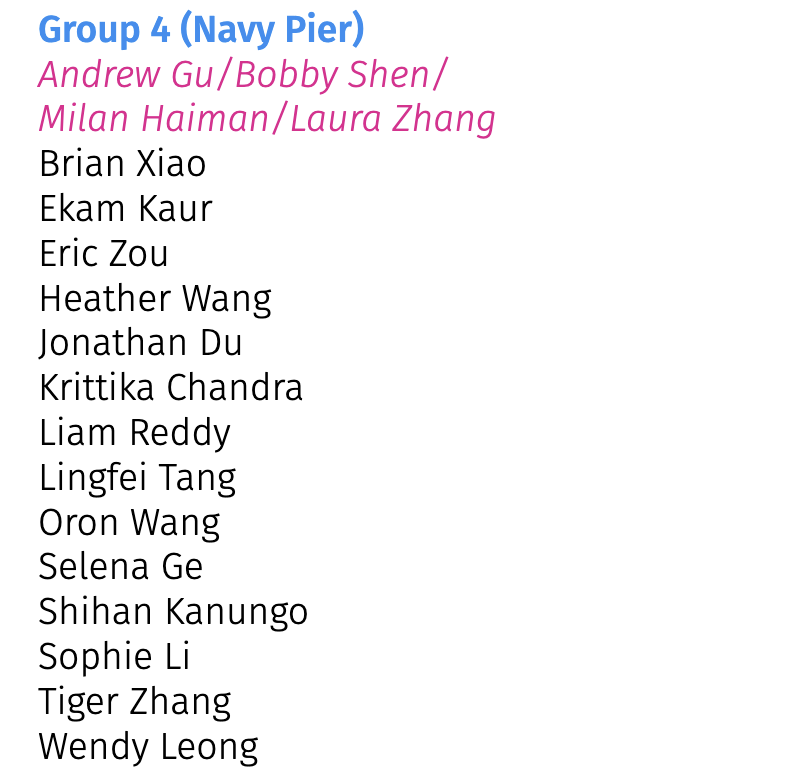 Group 4 (Navy Pier)
Andrew Gu/Bobby Shen/
Milan Haiman/Laura Zhang
Brian Xiao
Ekam Kaur
Eric Zou
Heather Wang
Jonathan Du
Krittika Chandra
Liam Reddy
Lingfei Tang
Oron Wang
Selena Ge
Shihan Kanungo
Sophie Li
Tiger Zhang
Wendy Leong